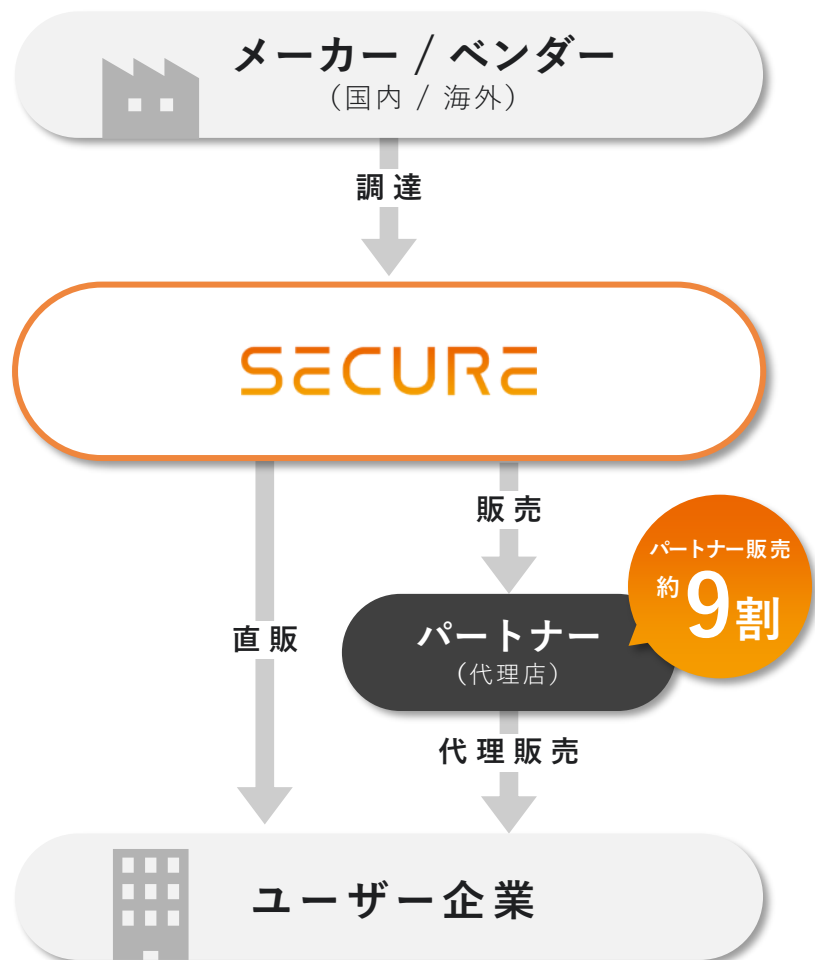 メーカー / ベンダー
(国内 / 海外)
調達
SECURE
販売
パートナー販売
約9割
直販
パートナー
(代理店)
代理販売
ユーザー企業